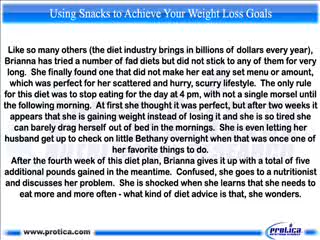 Using Snacks to Achieve Your Weight Loss Goals
Like so many others (the diet industry brings in billions of dollars every year),
Brianna has tried a number of fad diets but did not stick to any of them for very
long. She finally found one that did not make her eat any set menu or amount,
which was perfect for her scattered and hurry, scurry lifestyle. The only rule
for this diet was to stop eating for the day at 4 pm, with not a single morsel until
the following morning. At first she thought it was perfect, but after two weeks it
appears that she is gaining weight instead of losing it and she is so tired she
can barely drag herself out of bed in the mornings. She is even letting her
husband get up to check on little Bethany overnight when that was once one of
her favorite things to do.
After the fourth week of this diet plan, Brianna gives it up with a total of five
additional pounds gained in the meantime. Confused, she goes to a nutritionist
and discusses her problem. She is shocked when she learns that she needs to
eat more and more often - what kind of diet advice is that, she wonders.
www.protica.com
protica